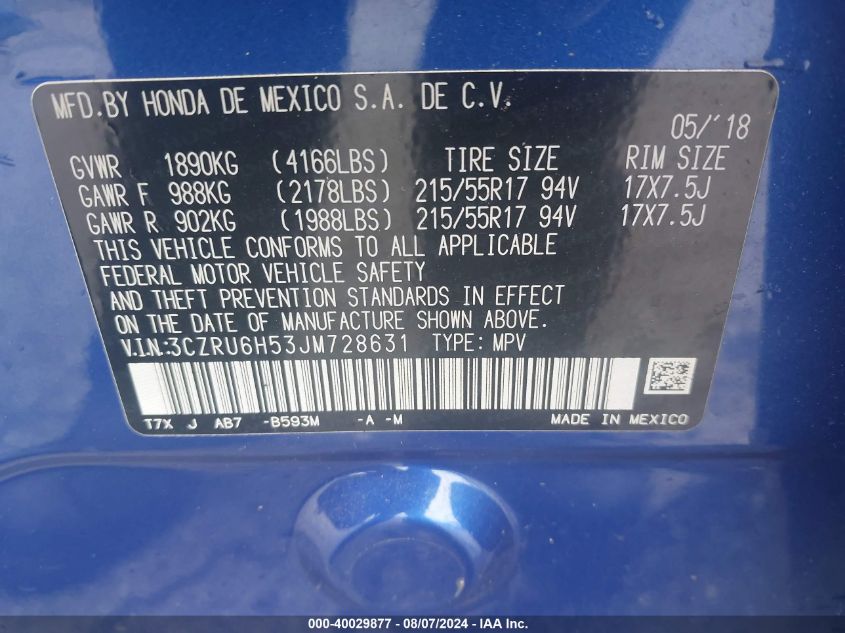 MFD.BY HONDA DE MEXICO S.A. DE C.V.
05/'18
GVWR 1890KG (4166LBS) TIRE SIZE RIM SIZE
GAWR F 988KG (2178LBS) 215/55R17 94V 17X7.5J
GAWR R 902KG (1988LBS) 215/55R17 94V 17X7.5J
THIS VEHICLE CONFORMS TO ALL APPLICABLE
FEDERAL MOTOR VEHICLE SAFETY
AND THEFT PREVENTION STANDARDS IN EFFECT
ON THE DATE OF MANUFACTURE SHOWN ABOVE.
V.I.N:3CZRU6H53JM728631 TYPE: MPV
T7X J AB7 -B593M -A -M MADE IN MEXICO
000-40029877 - 08/07/2024 - IAA Inc.